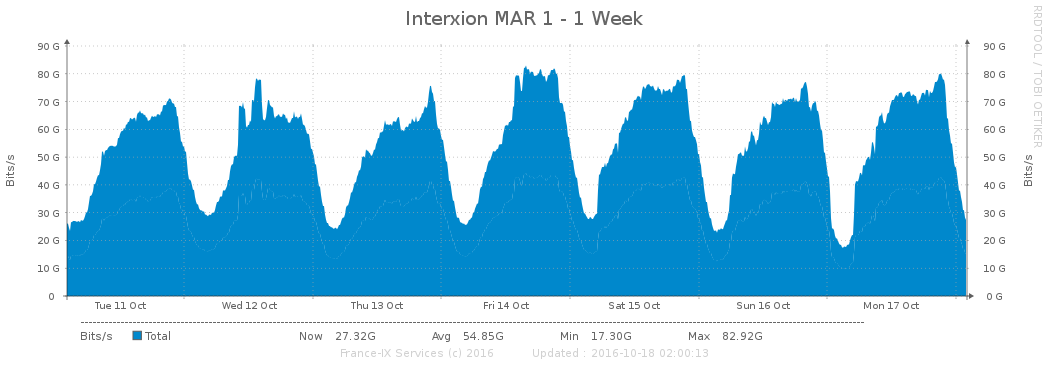 Interxion MAR 1 - 1 Week
RRDTOOL / TOBI OETIKER
90 G 90 G
80 G 80 G
70 G 70 G
60 G 60 G
50 G 50 G
40 G 40 G
30 G 30 G
20 G 20 G
10 G 10 G
0 0 G
Bits/s
Bits/s
Tue 11 Oct Wed 12 Oct Thu 13 Oct Fri 14 Oct Sat 15 Oct Sun 16 Oct Mon 17 Oct
Bits/s Total Now 27.32G Avg 54.85G Min 17.30G Max 82.92G
France-IX Services (c) 2016 Updated : 2016-10-18 02:00:13